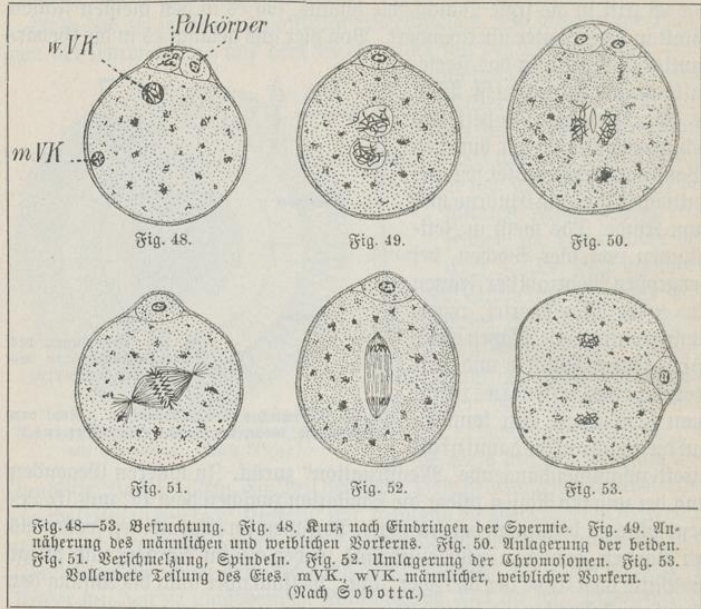 Polkörper
w.VK
mVK
Fig. 48.
Fig. 49.
Fig. 50.
Fig. 51.
Fig. 52.
Fig. 53.
Fig. 48—53. Befruchtung. Fig. 48. Kurz nach Eindringen der Spermie. Fig. 49. An-
näherung des männlichen und weiblichen Vorkerns. Fig. 50. Anlagerung der beiden.
Fig. 51. Verschmelzung, Spindeln. Fig. 52. Umlagerung der Chromosomen. Fig. 53.
Vollendete Teilung des Eies. mVK., wVK. männlicher, weiblicher Vorkern.
(Nach Sobotta.)